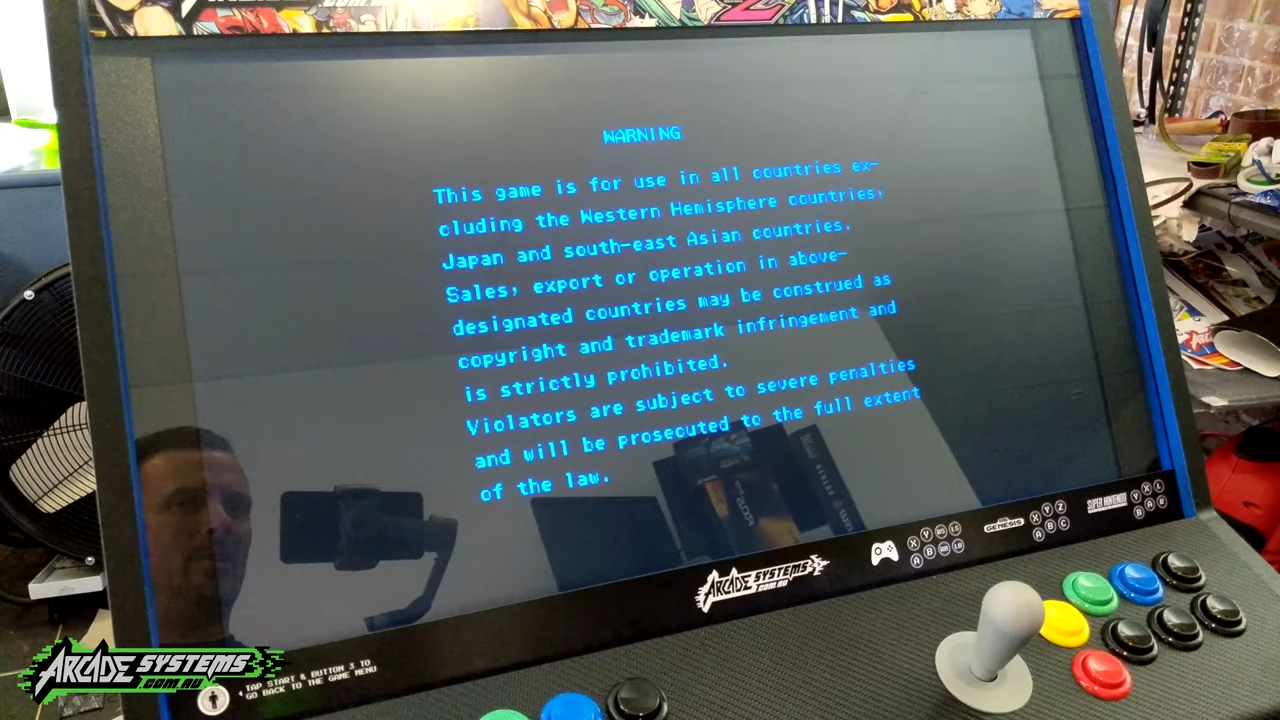 WARNING
This game is for use in all countries ex-
cluding the Western Hemisphere countries,
Japan and south-east Asian countries.
Sales, export or operation in above-
designated countries may be construed as
copyright and trademark infringement and
is strictly prohibited.
Violators are subject to severe penalties
and will be prosecuted to the full extent
of the law.
ARCADE SYSTEMS
.COM.AU
X Y RS LS
A B RB LB
GENESIS
X Y Z
A B C
SUPER NINTENDO
Y X L
B A R
TAP START & BUTTON 3 TO
GO BACK TO THE GAME MENU
ARCADE SYSTEMS
.COM.AU